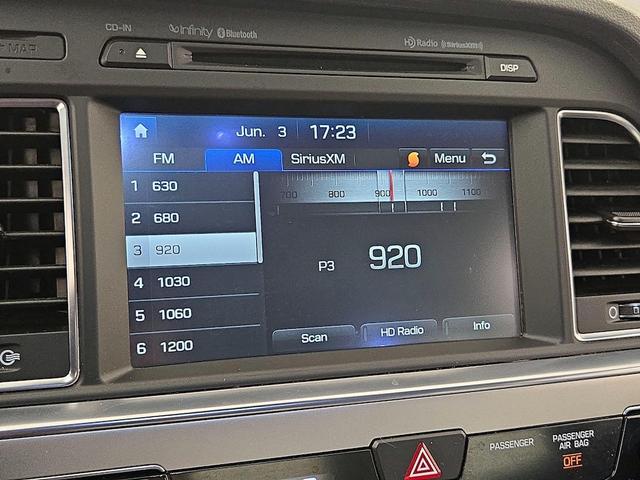 CD-IN
infinity Bluetooth
HD Radio SiriusXM
MAP
2
DISP
Jun. 3 17:23
FM AM SiriusXM Menu
700 800 900 1000 1100
1 630
2 680
3 920
4 1030
5 1060
6 1200
P3 920
Scan HD Radio Info
PASSENGER
PASSENGER
AIR BAG
OFF